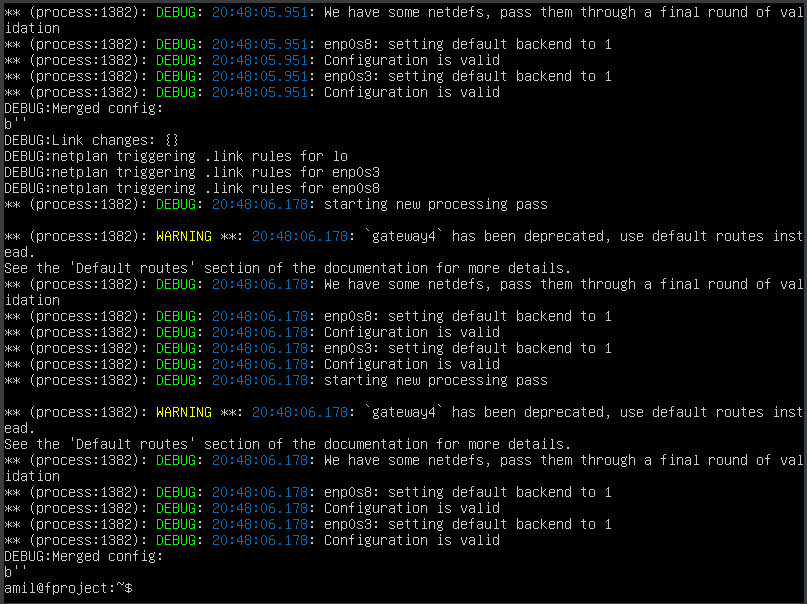 ** (process:1382): DEBUG: 20:48:05.951: We have some netdefs, pass them through a final round of val
idation
** (process:1382): DEBUG: 20:48:05.951: enp0s8: setting default backend to 1
** (process:1382): DEBUG: 20:48:05.951: Configuration is valid
** (process:1382): DEBUG: 20:48:05.951: enp0s3: setting default backend to 1
** (process:1382): DEBUG: 20:48:05.951: Configuration is valid
DEBUG:Merged config:
b''
DEBUG:Link changes: {}
DEBUG:netplan triggering .link rules for lo
DEBUG:netplan triggering .link rules for enp0s3
DEBUG:netplan triggering .link rules for enp0s8
** (process:1382): DEBUG: 20:48:06.178: starting new processing pass
** (process:1382): WARNING **: 20:48:06.178: `gateway4` has been deprecated, use default routes inst
ead.
See the 'Default routes' section of the documentation for more details.
** (process:1382): DEBUG: 20:48:06.178: We have some netdefs, pass them through a final round of val
idation
** (process:1382): DEBUG: 20:48:06.178: enp0s8: setting default backend to 1
** (process:1382): DEBUG: 20:48:06.178: Configuration is valid
** (process:1382): DEBUG: 20:48:06.178: enp0s3: setting default backend to 1
** (process:1382): DEBUG: 20:48:06.178: Configuration is valid
** (process:1382): DEBUG: 20:48:06.178: starting new processing pass
** (process:1382): WARNING **: 20:48:06.178: `gateway4` has been deprecated, use default routes inst
ead.
See the 'Default routes' section of the documentation for more details.
** (process:1382): DEBUG: 20:48:06.178: We have some netdefs, pass them through a final round of val
idation
** (process:1382): DEBUG: 20:48:06.178: enp0s8: setting default backend to 1
** (process:1382): DEBUG: 20:48:06.178: Configuration is valid
** (process:1382): DEBUG: 20:48:06.178: enp0s3: setting default backend to 1
** (process:1382): DEBUG: 20:48:06.178: Configuration is valid
DEBUG:Merged config:
b''
amil@fproject:~$